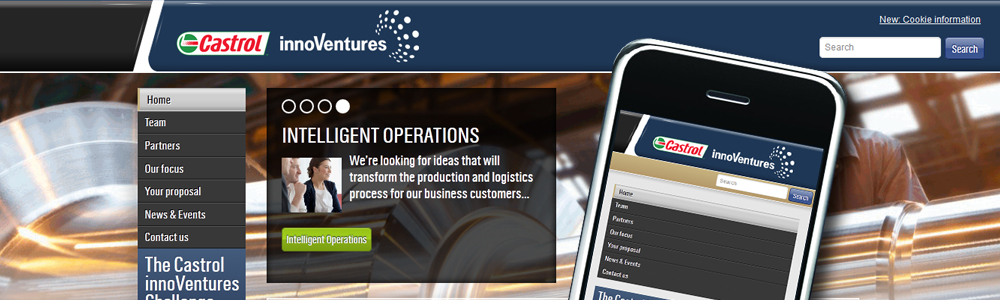 New: Cookie information
Castrol innoVentures
Search Search
Home
Team
Partners
Our focus
Your proposal
News & Events
Contact us
The Castrol
innoVentures
Challenge
INTELLIGENT OPERATIONS
We're looking for ideas that will
transform the production and logistics
process for our business customers...
Intelligent Operations
Castrol innoVentures
Search Search
Home
Team
Partners
Our focus
Your proposal
News & Events
Contact us
The Castrol